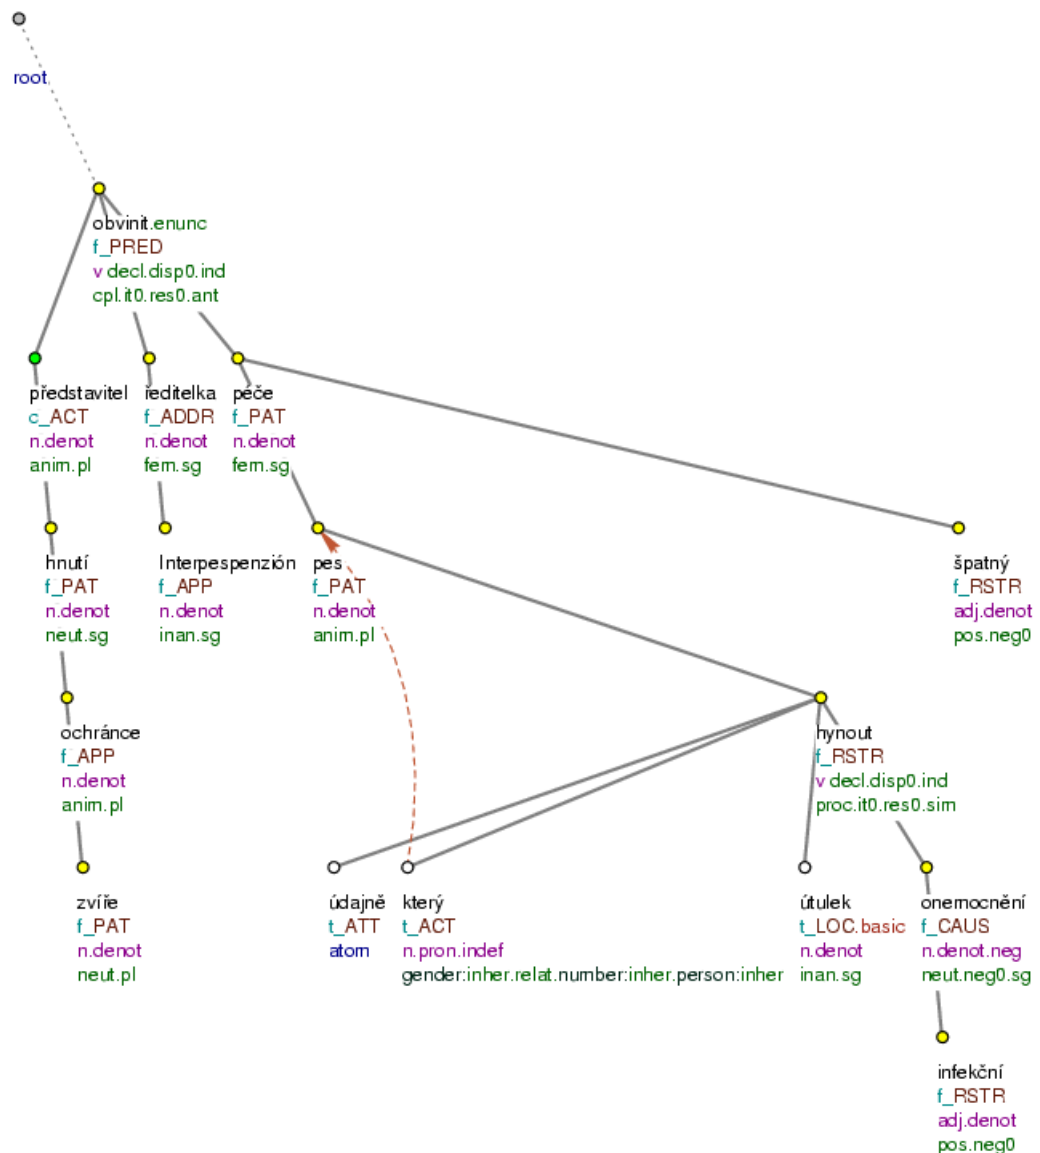 root
obvinit.enunc
f_PRED
v decl.disp0.ind
cpl.it0.res0.ant
představitel
c_ACT
n.denot
anim.pl
ředitelka
f_ADDR
n.denot
fem.sg
péče
f_PAT
n.denot
fem.sg
hnutí
f_PAT
n.denot
neut.sg
Interpespenzión
f_APP
n.denot
inan.sg
pes
f_PAT
n.denot
anim.pl
špatný
f_RSTR
adj.denot
pos.neg0
ochránce
f_APP
n.denot
anim.pl
hynout
f_RSTR
v decl.disp0.ind
proc.it0.res0.sim
zvíře
f_PAT
n.denot
neut.pl
údajně
t_ATT
atom
který
t_ACT
n.pron.indef
gender:inher.relat.number:inher.person:inher
útulek
t_LOC.basic
n.denot
inan.sg
onemocnění
f_CAUS
n.denot.neg
neut.neg0.sg
infekční
f_RSTR
adj.denot
pos.neg0